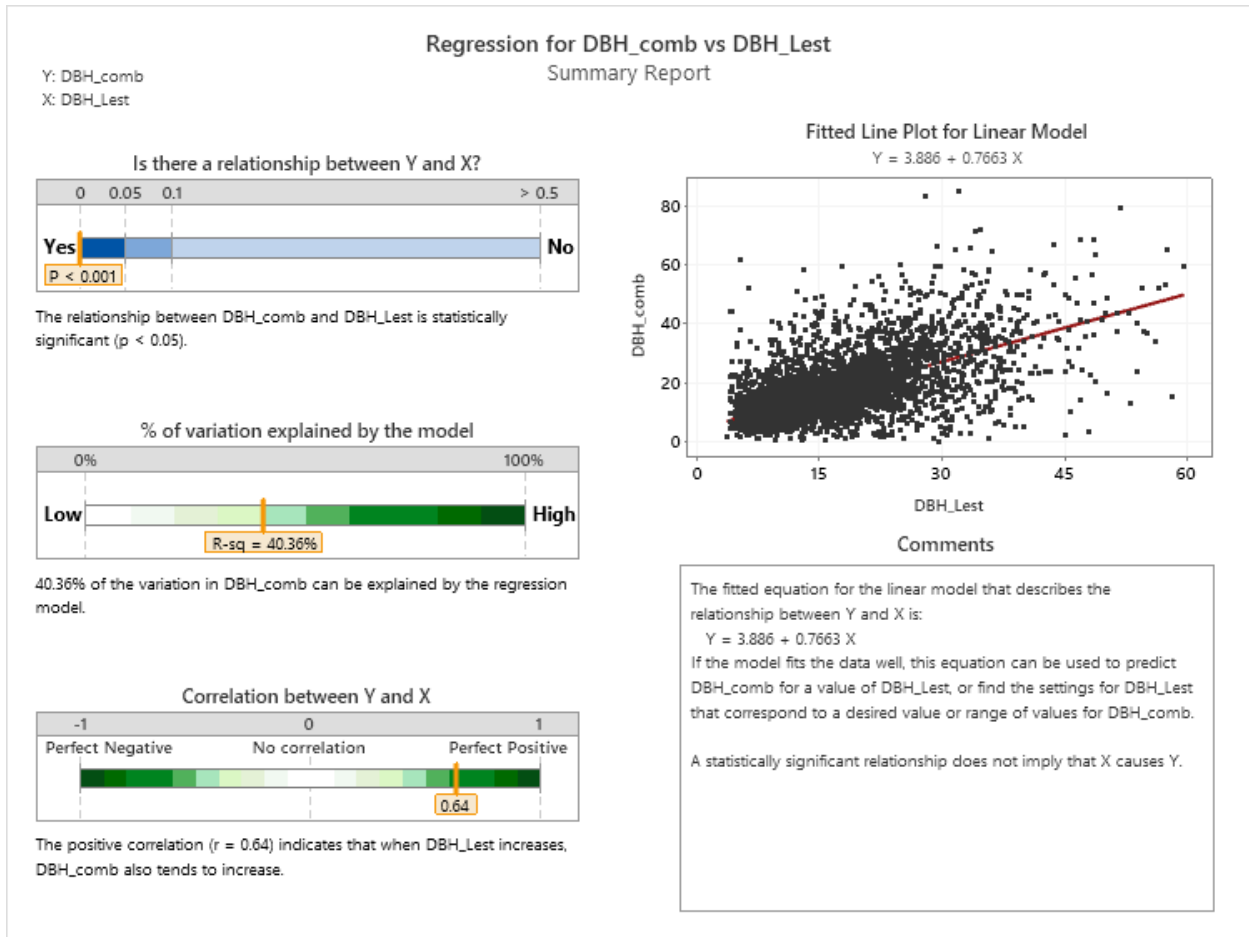 Regression for DBH_comb vs DBH_Lest
Summary Report
Y: DBH_comb
X: DBH_Lest
Is there a relationship between Y and X?
0 0.05 0.1 > 0.5
Yes No
P < 0.001
The relationship between DBH_comb and DBH_Lest is statistically
significant (p < 0.05).
% of variation explained by the model
0% 100%
Low High
R-sq = 40.36%
40.36% of the variation in DBH_comb can be explained by the regression
model.
Correlation between Y and X
-1 0 1
Perfect Negative No correlation Perfect Positive
0.64
The positive correlation (r = 0.64) indicates that when DBH_Lest increases,
DBH_comb also tends to increase.
Fitted Line Plot for Linear Model
Y = 3.886 + 0.7663 X
80
60
40
20
0
DBH_comb
0 15 30 45 60
DBH_Lest
Comments
The fitted equation for the linear model that describes the
relationship between Y and X is:
Y = 3.886 + 0.7663 X
If the model fits the data well, this equation can be used to predict
DBH_comb for a value of DBH_Lest, or find the settings for DBH_Lest
that correspond to a desired value or range of values for DBH_comb.
A statistically significant relationship does not imply that X causes Y.